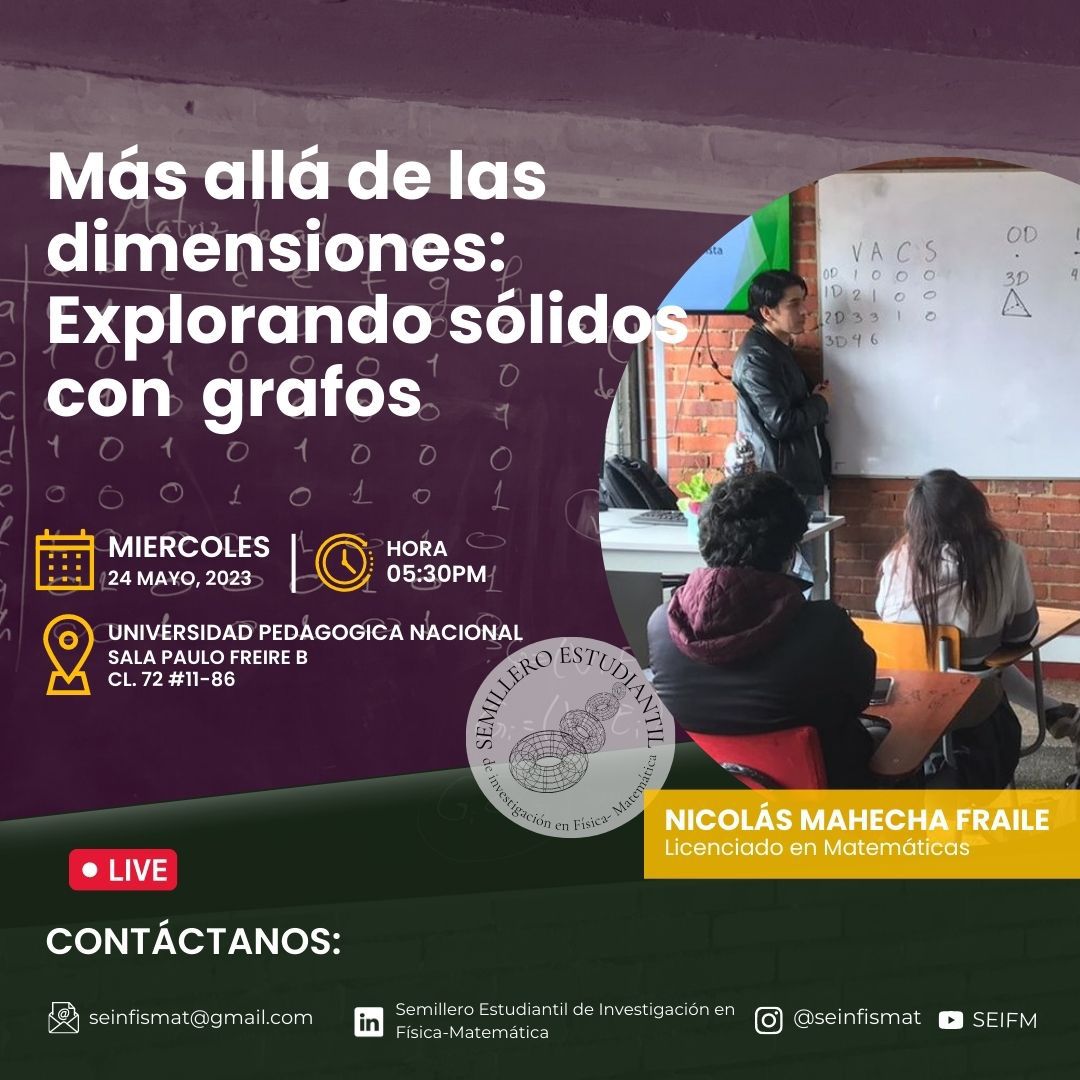 Más allá de las
dimensiones:
Explorando sólidos
con grafos
MIERCOLES
24 MAYO, 2023
HORA
05:30PM
UNIVERSIDAD PEDAGOGICA NACIONAL
SALA PAULO FREIRE B
CL. 72 #11-86
V A C S
0D 1 0 0 0
1D 2 1 0 0
2D 3 3 1 0
3D 4 6
0D
3D
SEMILLERO ESTUDIANTIL
de investigación en Física- Matemática
NICOLÁS MAHECHA FRAILE
Licenciado en Matemáticas
LIVE
CONTÁCTANOS:
seinfismat@gmail.com
Semillero Estudiantil de Investigación en
Física-Matemática
@seinfismat
SEIFM